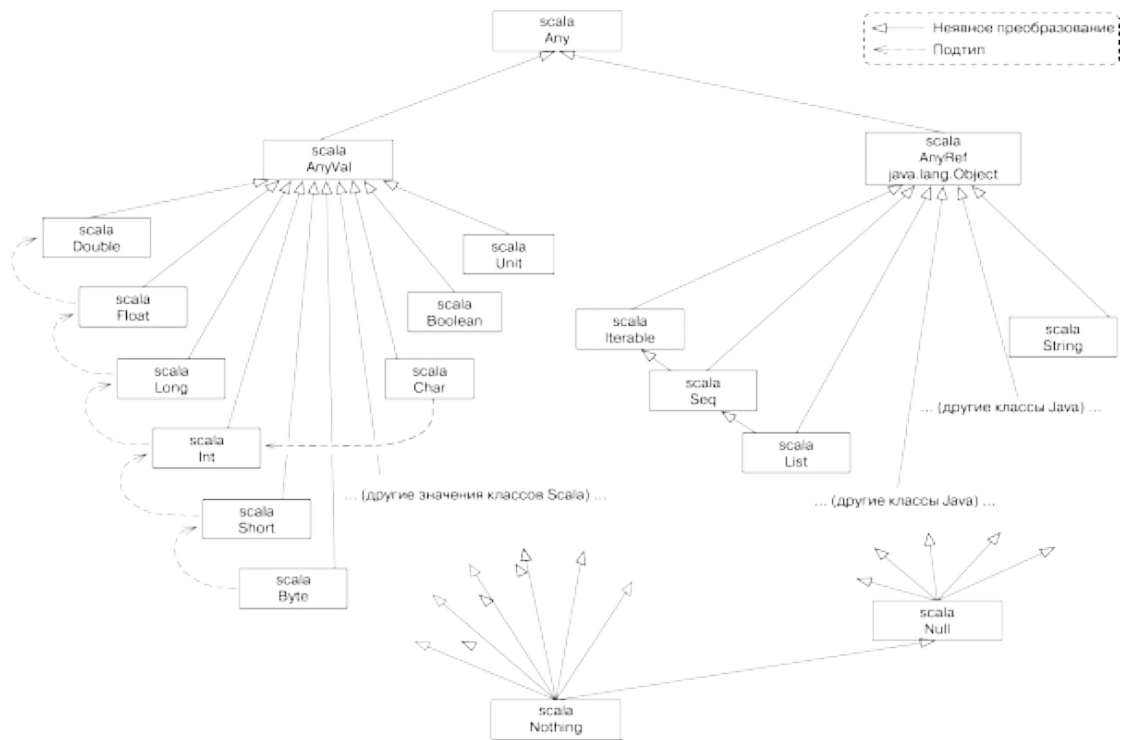 scala
Any
Неявное преобразование
Подтип
scala
AnyVal
scala
AnyRef
java.lang.Object
scala
Double
scala
Unit
scala
Float
scala
Boolean
scala
Iterable
scala
String
scala
Long
scala
Char
scala
Seq
... (другие классы Java) ...
scala
Int
scala
List
... (другие значения классов Scala) ...
... (другие классы Java) ...
scala
Short
scala
Byte
scala
Null
scala
Nothing